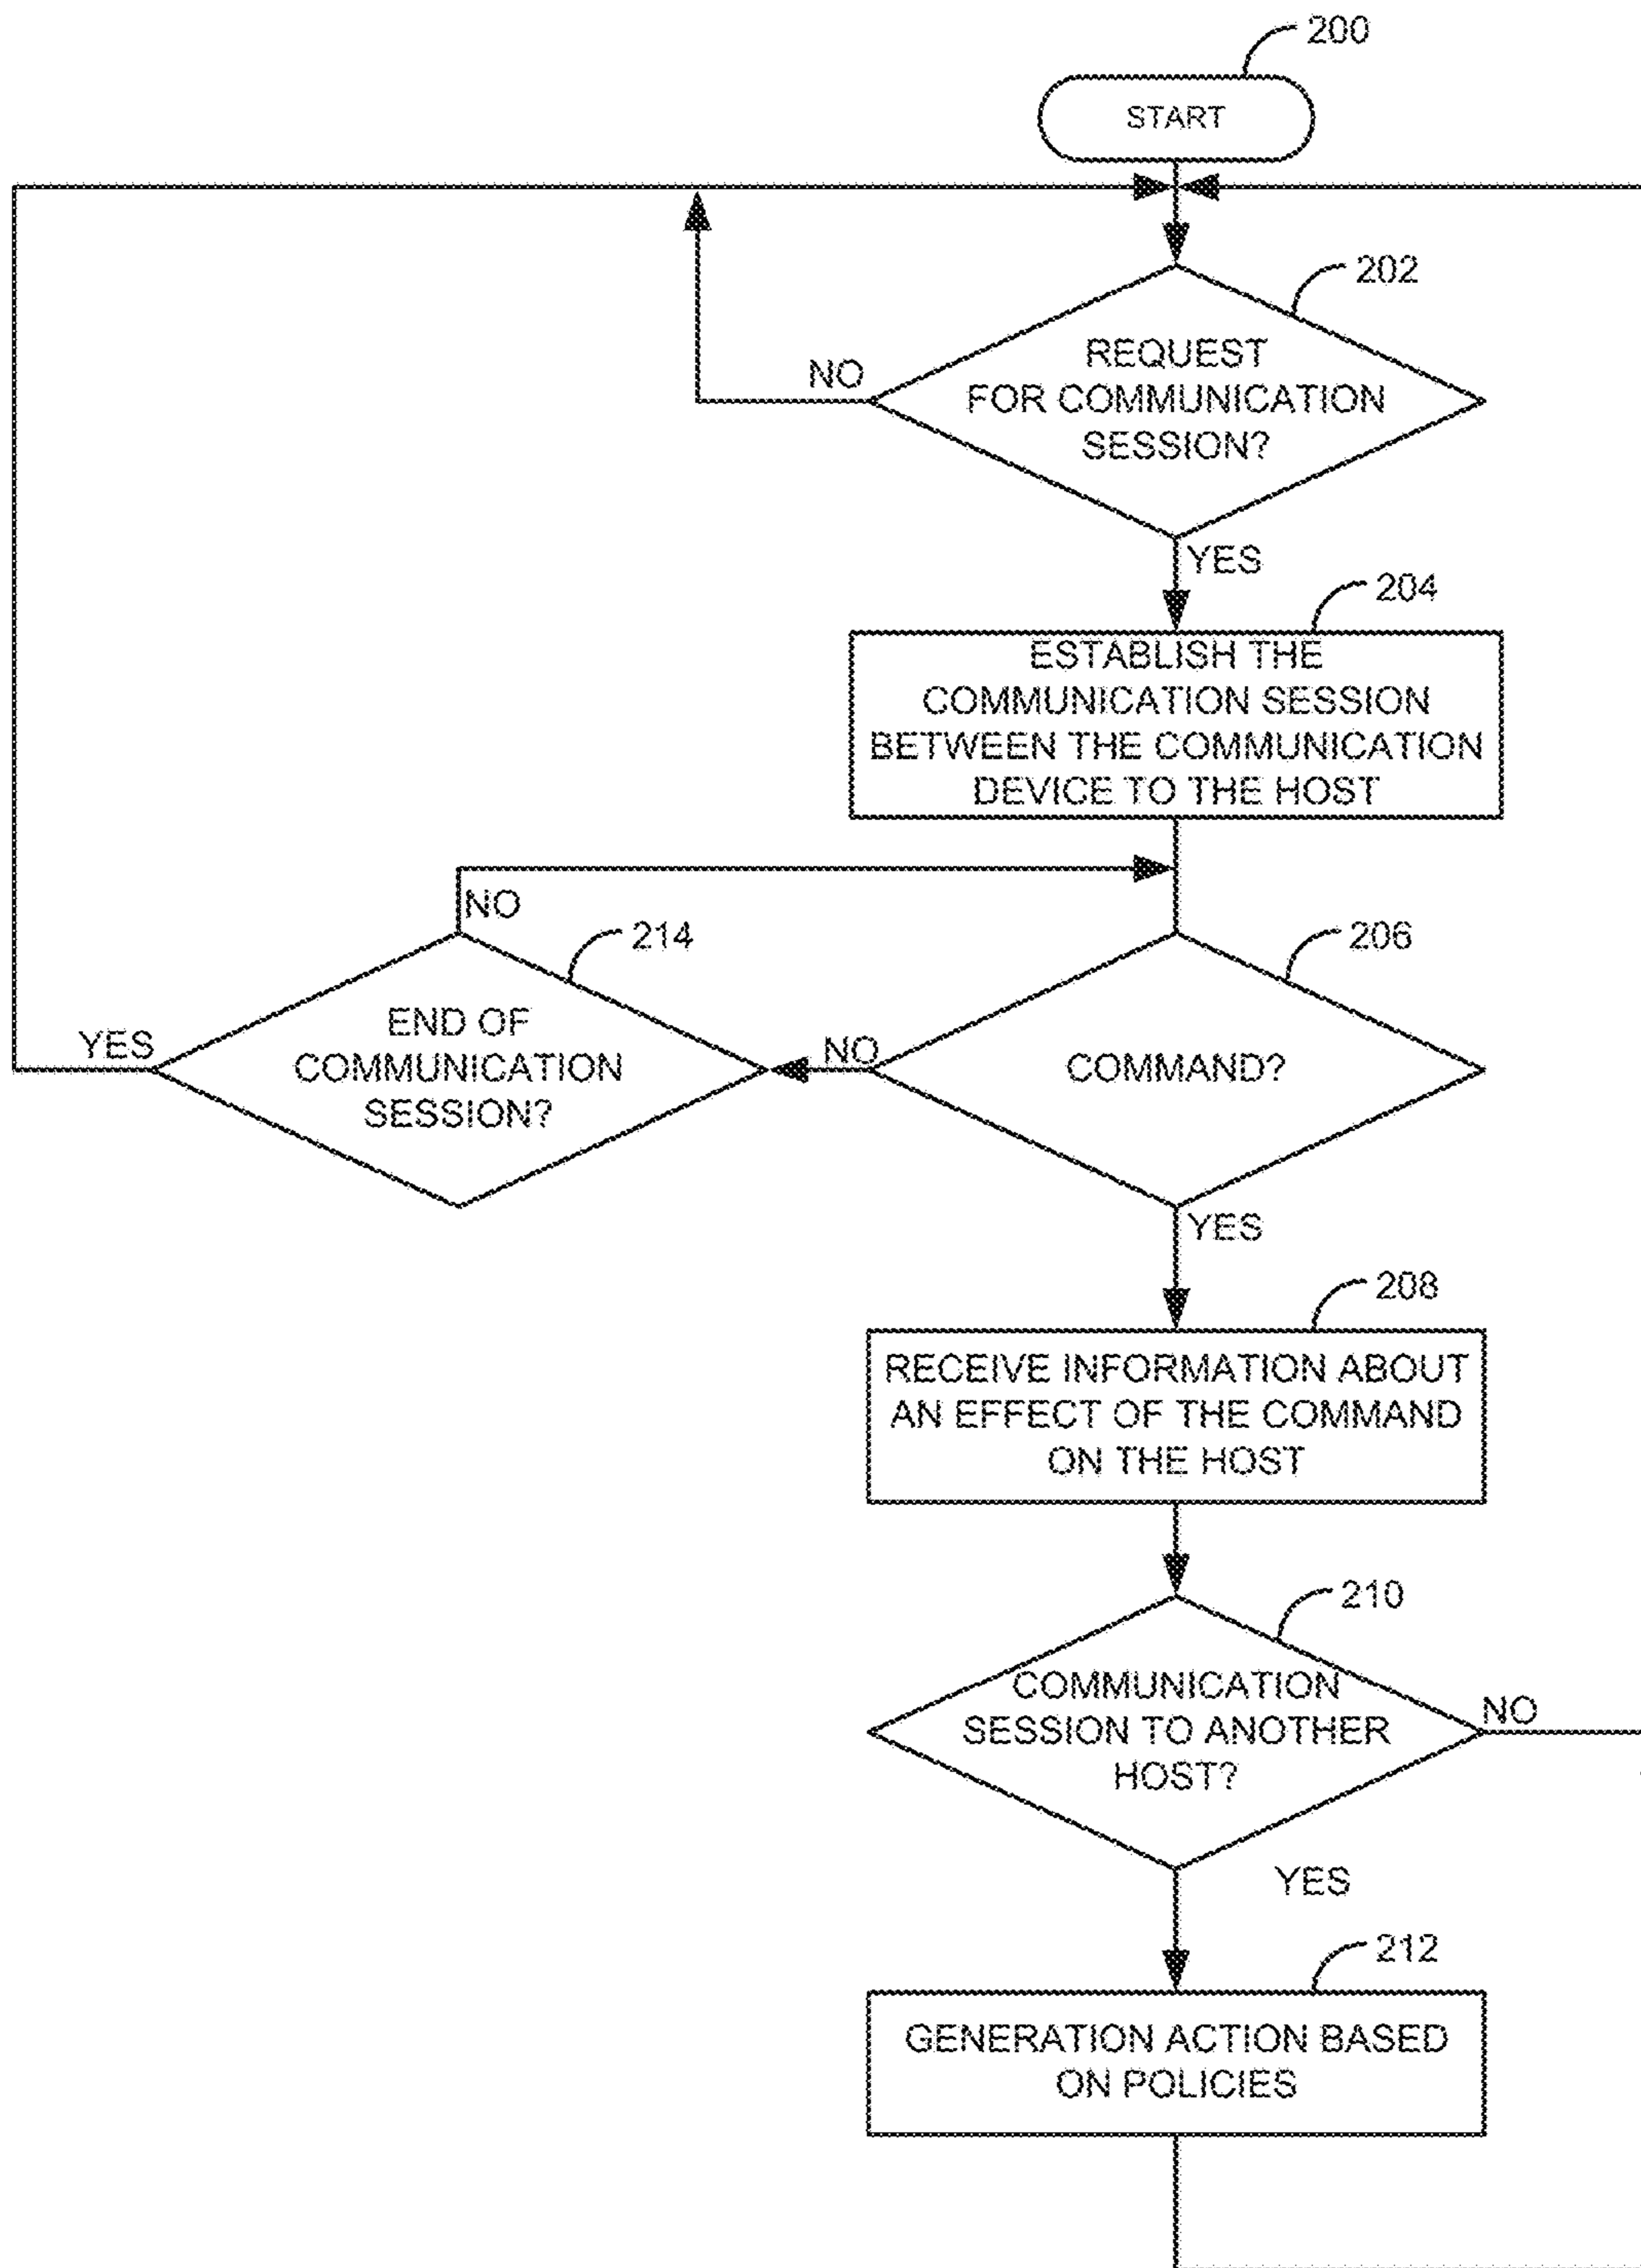 200
START
202
REQUEST
FOR COMMUNICATION
SESSION?
NO
YES
204
ESTABLISH THE
COMMUNICATION SESSION
BETWEEN THE COMMUNICATION
DEVICE TO THE HOST
NO
214
206
END OF
COMMUNICATION
SESSION?
YES
NO
COMMAND?
YES
208
RECEIVE INFORMATION ABOUT
AN EFFECT OF THE COMMAND
ON THE HOST
210
COMMUNICATION
SESSION TO ANOTHER
HOST?
NO
YES
212
GENERATION ACTION BASED
ON POLICIES